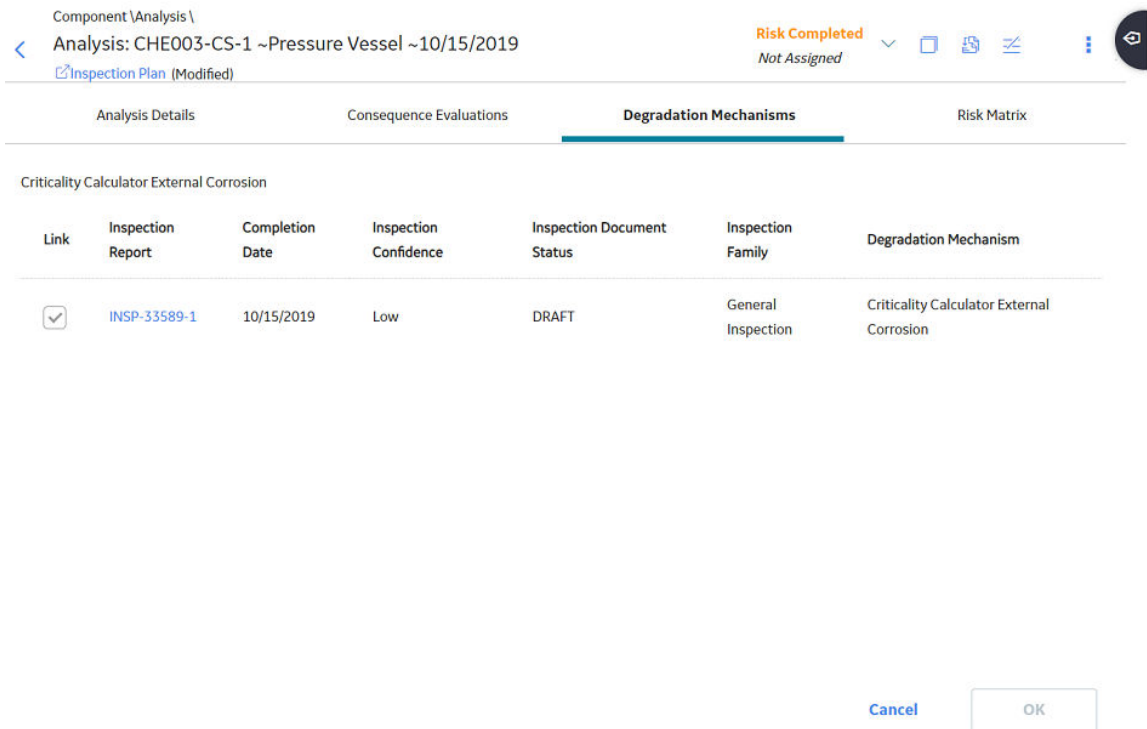 Component \Analysis \
Analysis: CHE003-CS-1 ~Pressure Vessel ~10/15/2019
Risk Completed
Not Assigned
Inspection Plan (Modified)
Analysis Details
Consequence Evaluations
Degradation Mechanisms
Risk Matrix
Criticality Calculator External Corrosion
Link
Inspection
Report
Completion
Date
Inspection
Confidence
Inspection Document
Status
Inspection
Family
Degradation Mechanism
INSP-33589-1
10/15/2019
Low
DRAFT
General
Inspection
Criticality Calculator External
Corrosion
Cancel
OK